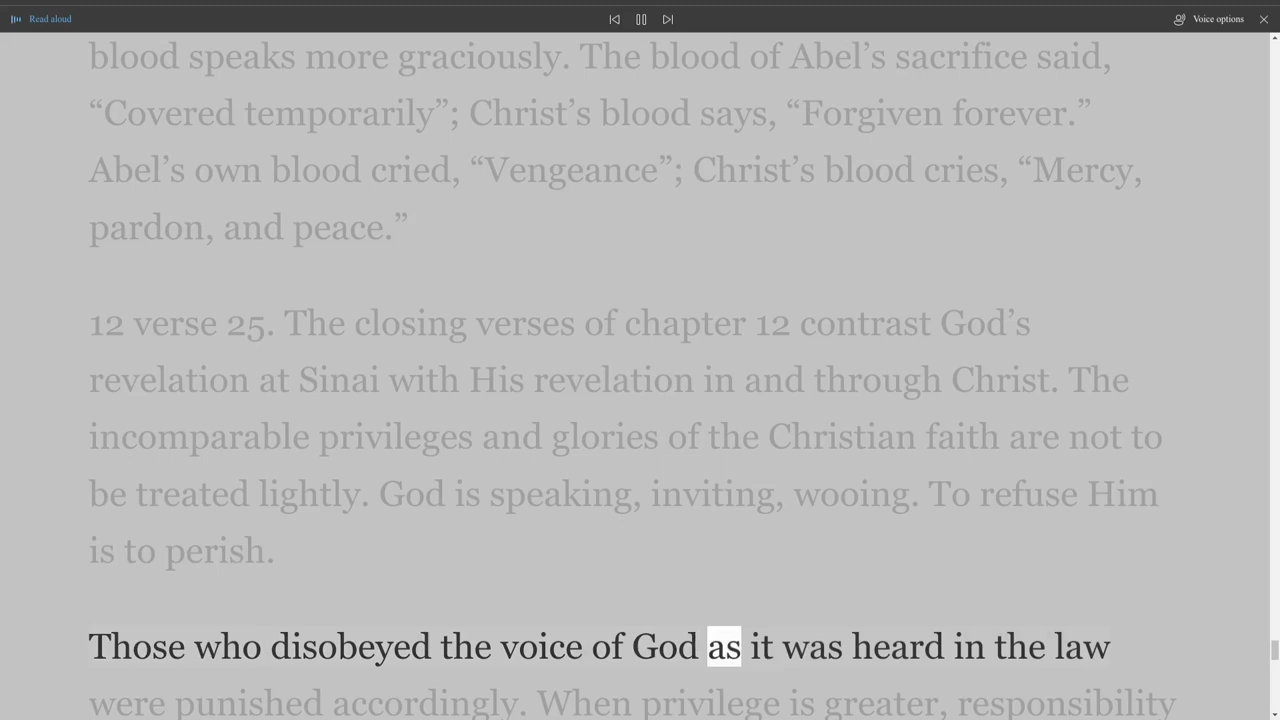 Read aloud
Voice options
blood speaks more graciously. The blood of Abel’s sacrifice said,
“Covered temporarily”; Christ’s blood says, “Forgiven forever.”
Abel’s own blood cried, “Vengeance”; Christ’s blood cries, “Mercy,
pardon, and peace.”
12 verse 25. The closing verses of chapter 12 contrast God’s
revelation at Sinai with His revelation in and through Christ. The
incomparable privileges and glories of the Christian faith are not to
be treated lightly. God is speaking, inviting, wooing. To refuse Him
is to perish.
Those who disobeyed the voice of God as it was heard in the law
were punished accordingly. When privilege is greater, responsibility